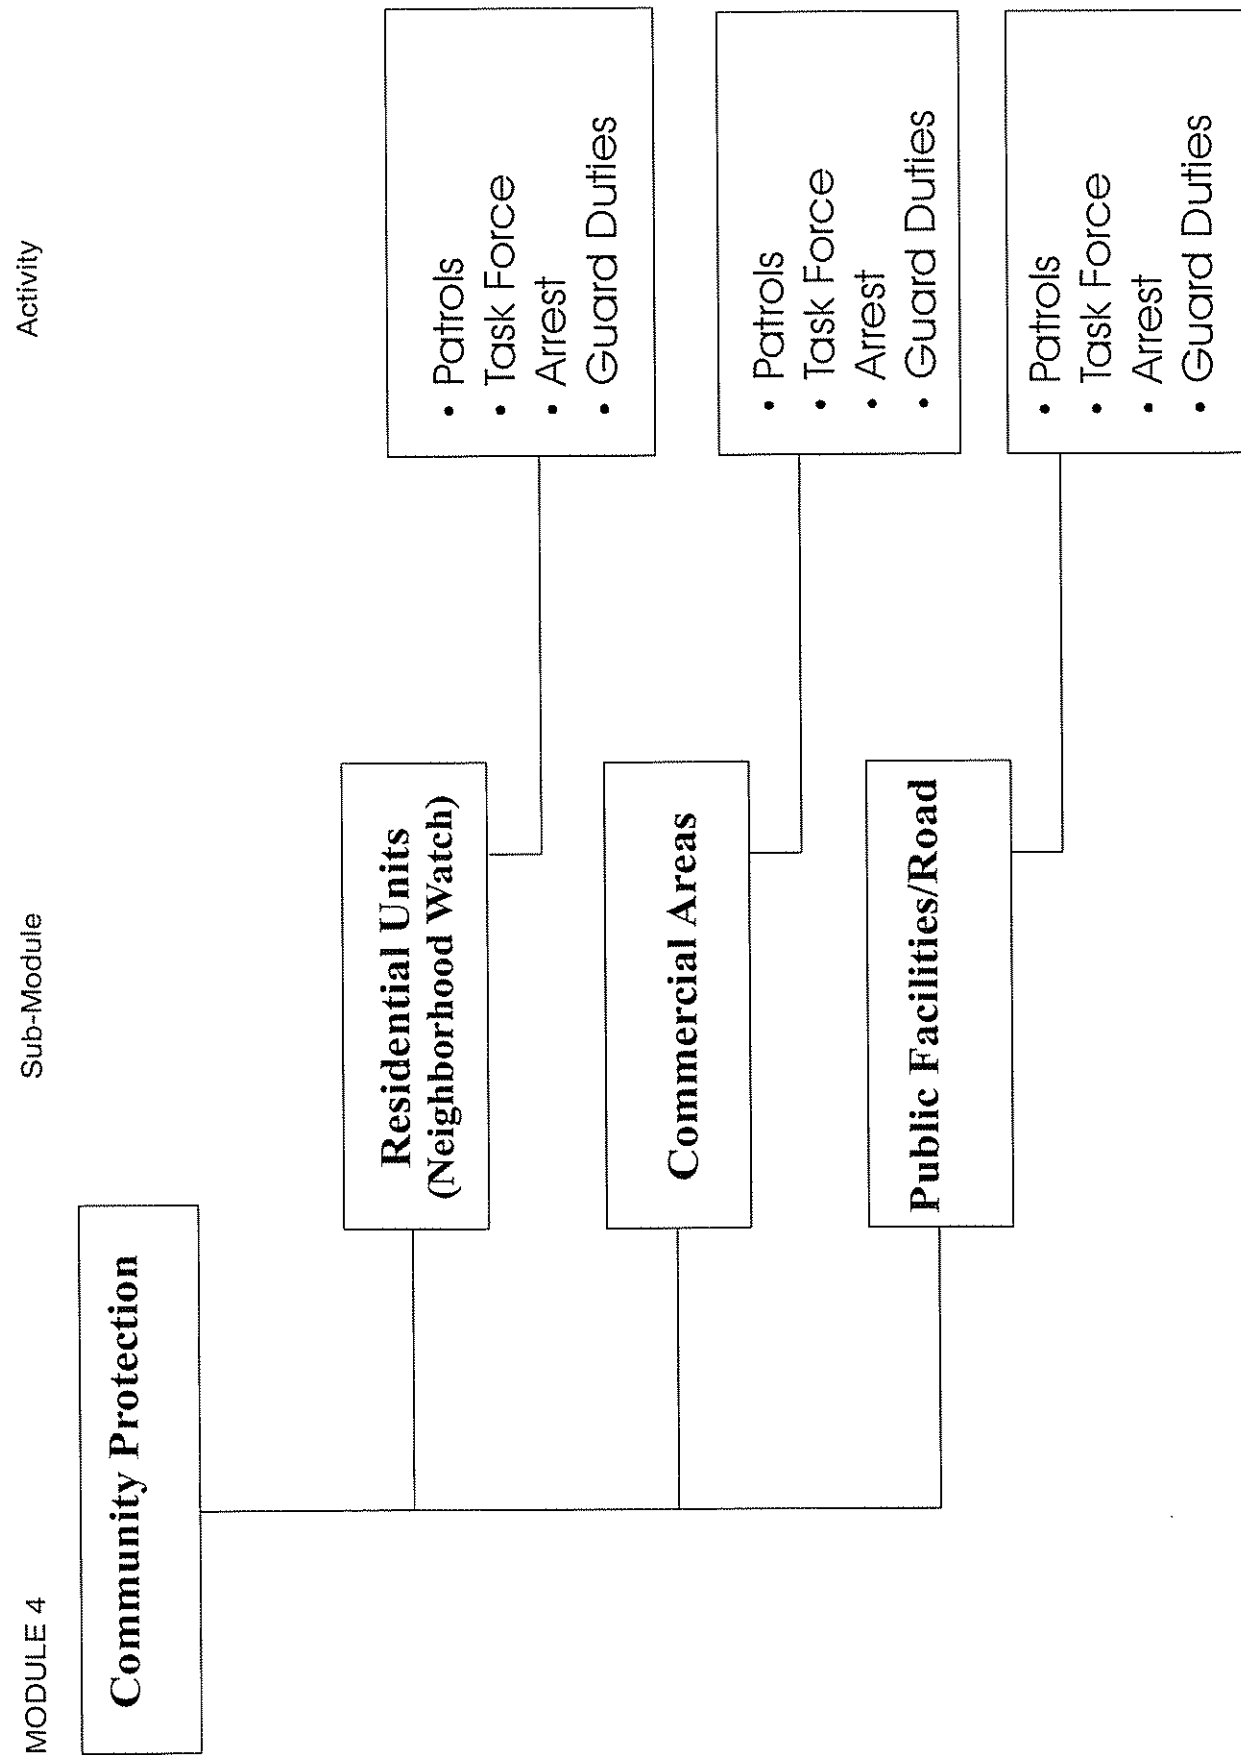 MODULE 4
Sub-Module
Activity
Community Protection
Residential Units
(Neighborhood Watch)
• Patrols
• Task Force
• Arrest
• Guard Duties
Commercial Areas
• Patrols
• Task Force
• Arrest
• Guard Duties
Public Facilities/Road
• Patrols
• Task Force
• Arrest
• Guard Duties